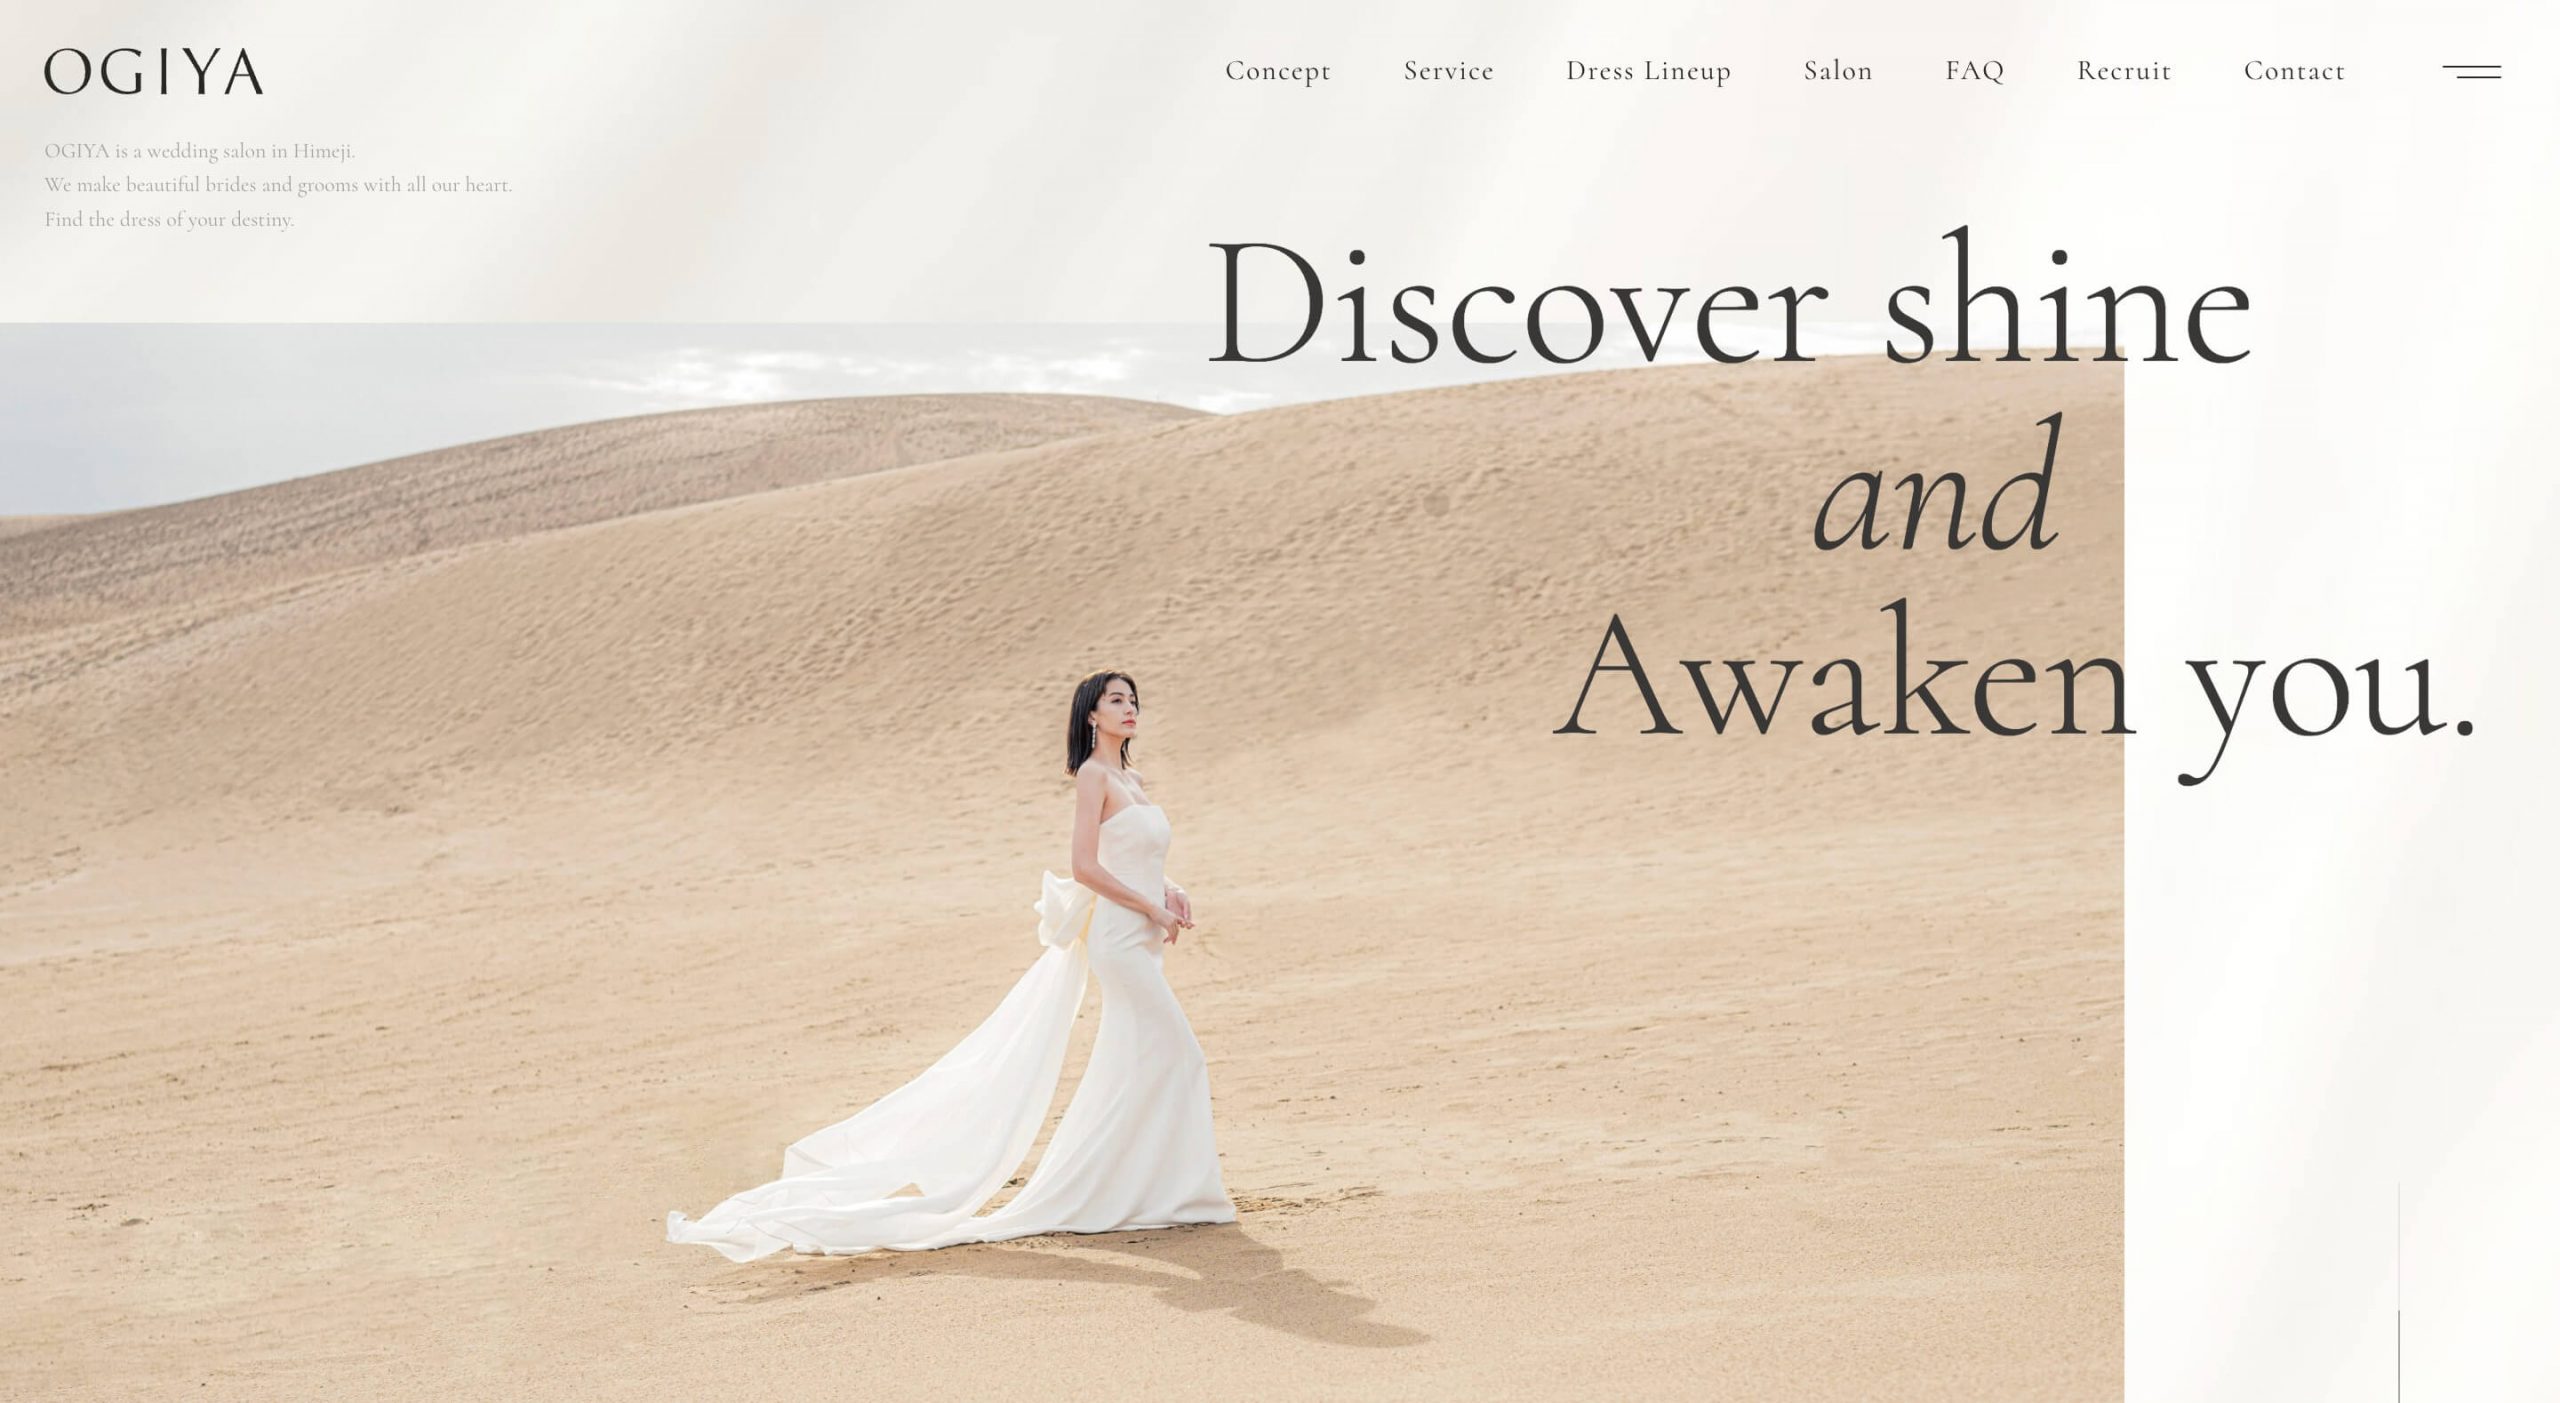 OGIYA
Concept Service Dress Lineup Salon FAQ Recruit Contact
OGIYA is a wedding salon in Himeji.
We make beautiful brides and grooms with all our heart.
Find the dress of your destiny.
Discover shine
and
Awaken you.